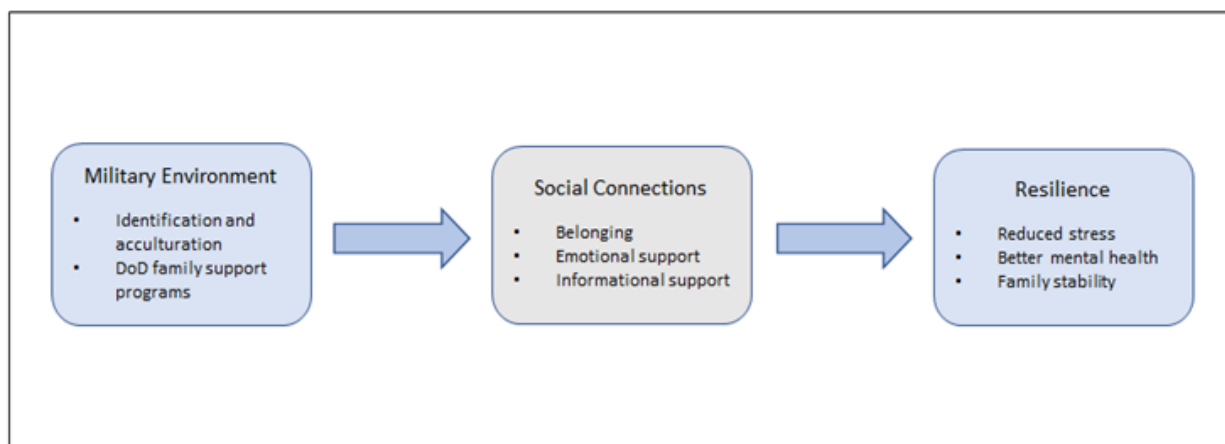 Military Environment
• Identification and
acculturation
• DoD family support
programs
Social Connections
• Belonging
• Emotional support
• Informational support
Resilience
• Reduced stress
• Better mental health
• Family stability